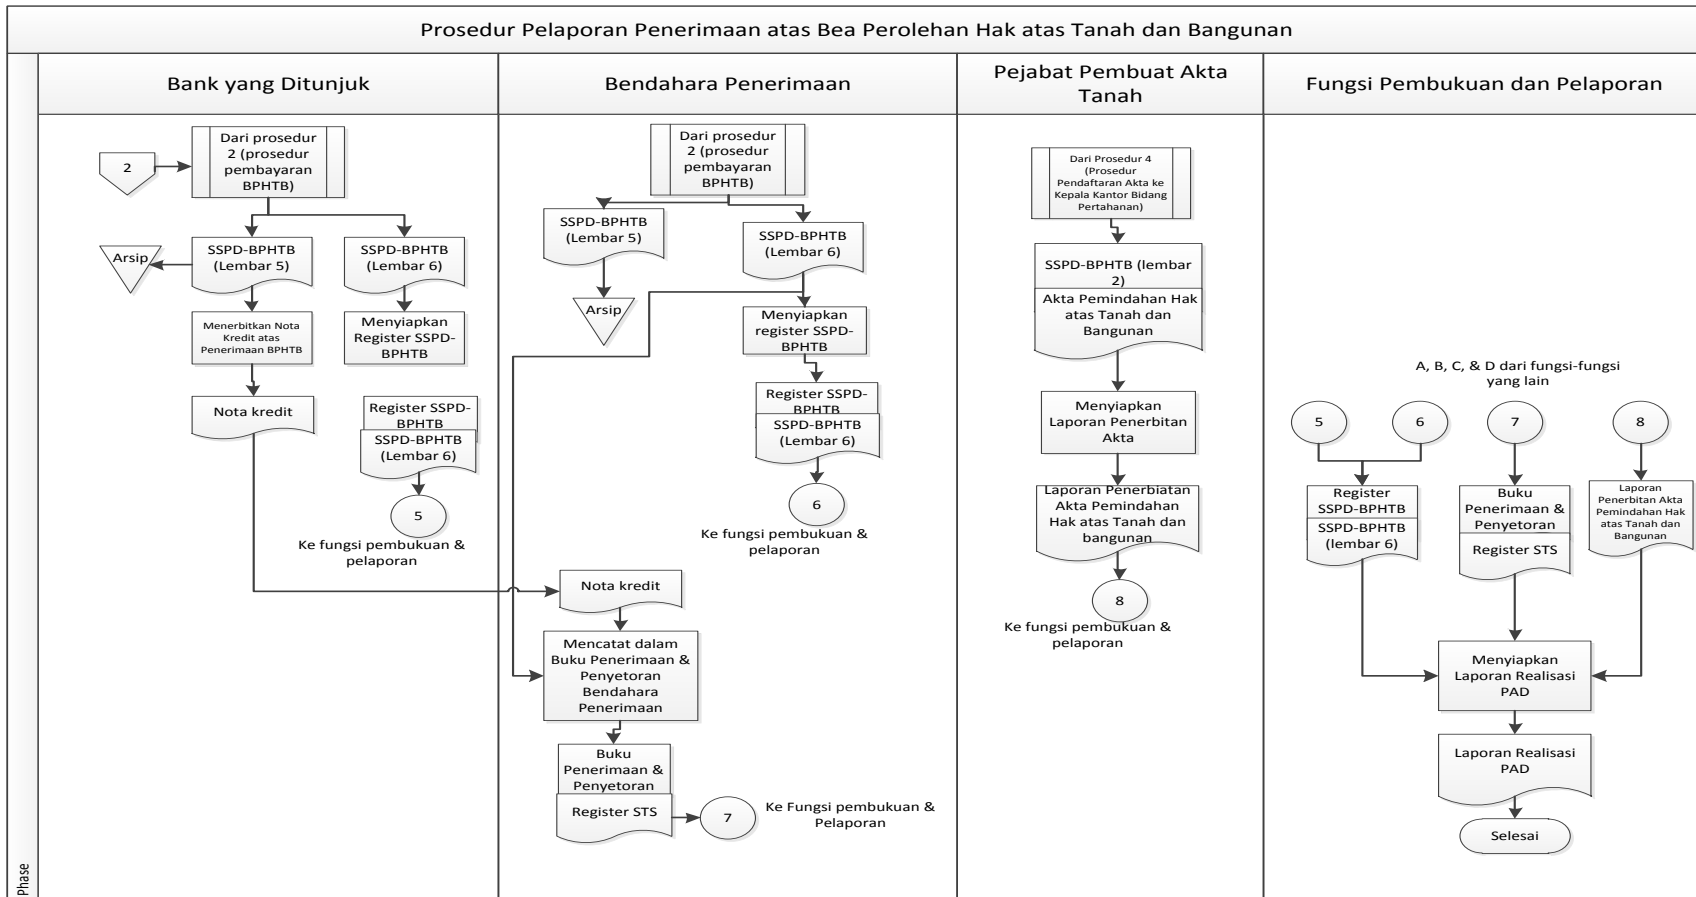 Prosedur Pelaporan Penerimaan atas Bea Perolehan Hak atas Tanah dan Bangunan
Phase
Bank yang Ditunjuk
2
Dari prosedur
2 (prosedur
pembayaran
BPHTB)
Arsip
SSPD-BPHTB
(Lembar 5)
SSPD-BPHTB
(Lembar 6)
Menerbitkan Nota
Kredit atas
Penerimaan BPHTB
Menyiapkan
Register SSPD-
BPHTB
Nota kredit
Register SSPD-
BPHTB
SSPD-BPHTB
(Lembar 6)
5
Ke fungsi pembukuan &
pelaporan
Bendahara Penerimaan
Dari prosedur
2 (prosedur
pembayaran
BPHTB)
SSPD-BPHTB
(Lembar 5)
SSPD-BPHTB
(Lembar 6)
Arsip
Menyiapkan
register SSPD-
BPHTB
Register SSPD-
BPHTB
SSPD-BPHTB
(Lembar 6)
6
Ke fungsi pembukuan &
pelaporan
Nota kredit
Mencatat dalam
Buku Penerimaan &
Penyetoran
Bendahara
Penerimaan
Buku
Penerimaan &
Penyetoran
Register STS
7
Ke Fungsi pembukuan &
Pelaporan
Pejabat Pembuat Akta
Tanah
Dari Prosedur 4
(Prosedur
Pendaftaran Akta ke
Kepala Kantor Bidang
Pertahanan)
SSPD-BPHTB (lembar
2)
Akta Pemindahan Hak
atas Tanah dan
Bangunan
Menyiapkan
Laporan Penerbitan
Akta
Laporan Penerbiatan
Akta Pemindahan
Hak atas Tanah dan
bangunan
8
Ke fungsi pembukuan &
pelaporan
Fungsi Pembukuan dan Pelaporan
A, B, C, & D dari fungsi-fungsi
yang lain
5
6
7
8
Register
SSPD-BPHTB
SSPD-BPHTB
(lembar 6)
Buku
Penerimaan &
Penyetoran
Register STS
Laporan
Penerbitan Akta
Pemindahan Hak
atas Tanah dan
Bangunan
Menyiapkan
Laporan Realisasi
PAD
Laporan Realisasi
PAD
Selesai